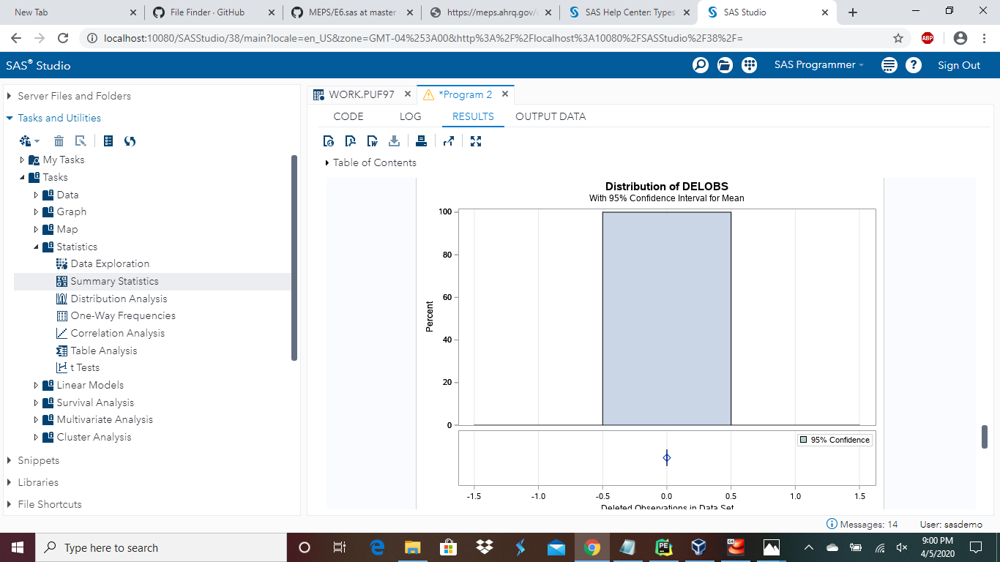 New Tab
File Finder · GitHub
MEPS/E6.sas at master
https://meps.ahrq.gov/
SAS Help Center: Types
SAS Studio
localhost:10080/SASStudio/38/main?locale=en_US&zone=GMT-04%253A00&http%3A%2F%2Flocalhost%3A10080%2FSASStudio%2F38%2F=
ABP
SAS® Studio
SAS Programmer
Sign Out
Server Files and Folders
Tasks and Utilities
My Tasks
Tasks
Data
Graph
Map
Statistics
Data Exploration
Summary Statistics
Distribution Analysis
One-Way Frequencies
Correlation Analysis
Table Analysis
t Tests
Linear Models
Survival Analysis
Multivariate Analysis
Cluster Analysis
Snippets
Libraries
File Shortcuts
WORK.PUF97
*Program 2
CODE
LOG
RESULTS
OUTPUT DATA
Table of Contents
Distribution of DELOBS
With 95% Confidence Interval for Mean
100
80
60
40
20
0
Percent
95% Confidence
-1.5
-1.0
-0.5
0.0
0.5
1.0
1.5
Deleted Observations in Data Set
Messages: 14
User: sasdemo
Type here to search
9:00 PM
4/5/2020